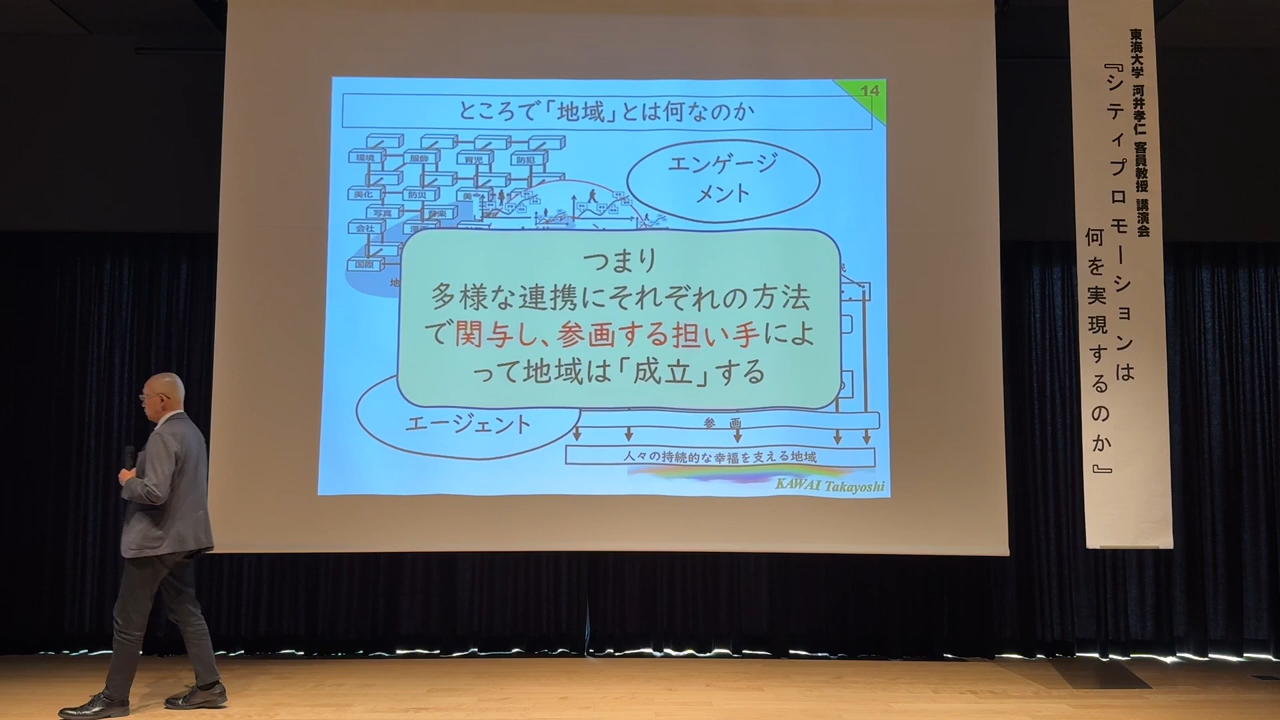 14
ところで「地域」とは何なのか
環境
服飾
育児
防犯
美化
防災
写真
音楽
会社
国際
エンゲージ
メント
つまり
多様な連携にそれぞれの方法
で関与し、参画する担い手によ
って地域は「成立」する
エージェント
参 画
人々の持続的な幸福を支える地域
KAWAI Takayoshi
東海大学 河井孝仁 客員教授 講演会
『シティプロモーションは
何を実現するのか』